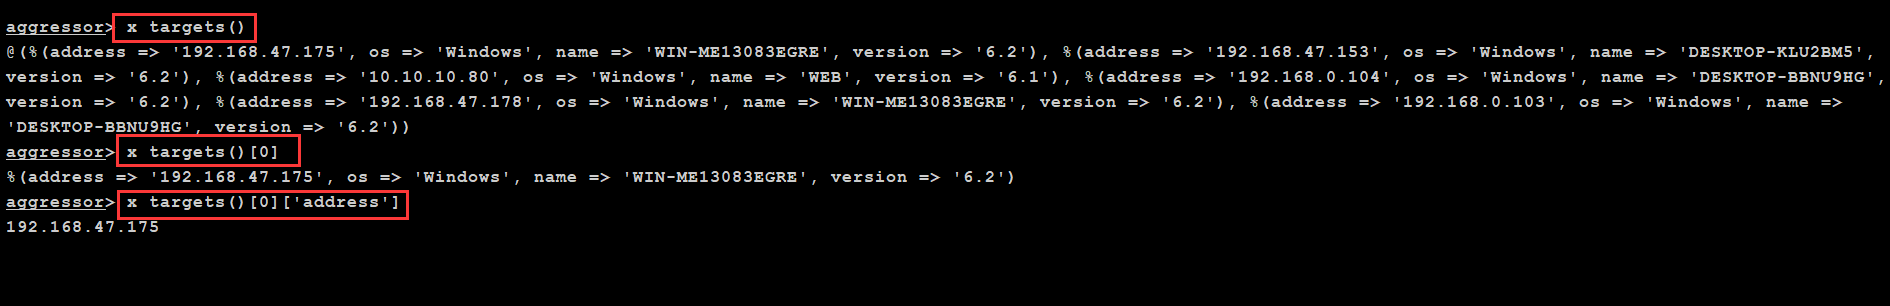 aggressor> x targets()
@(%(address => '192.168.47.175', os => 'Windows', name => 'WIN-ME13083EGRE', version => '6.2'), %(address => '192.168.47.153', os => 'Windows', name => 'DESKTOP-KLU2BM5',
version => '6.2'), %(address => '10.10.10.80', os => 'Windows', name => 'WEB', version => '6.1'), %(address => '192.168.0.104', os => 'Windows', name => 'DESKTOP-BBNU9HG',
version => '6.2'), %(address => '192.168.47.178', os => 'Windows', name => 'WIN-ME13083EGRE', version => '6.2'), %(address => '192.168.0.103', os => 'Windows', name =>
'DESKTOP-BBNU9HG', version => '6.2'))
aggressor> x targets()[0]
%(address => '192.168.47.175', os => 'Windows', name => 'WIN-ME13083EGRE', version => '6.2')
aggressor> x targets()[0]['address']
192.168.47.175